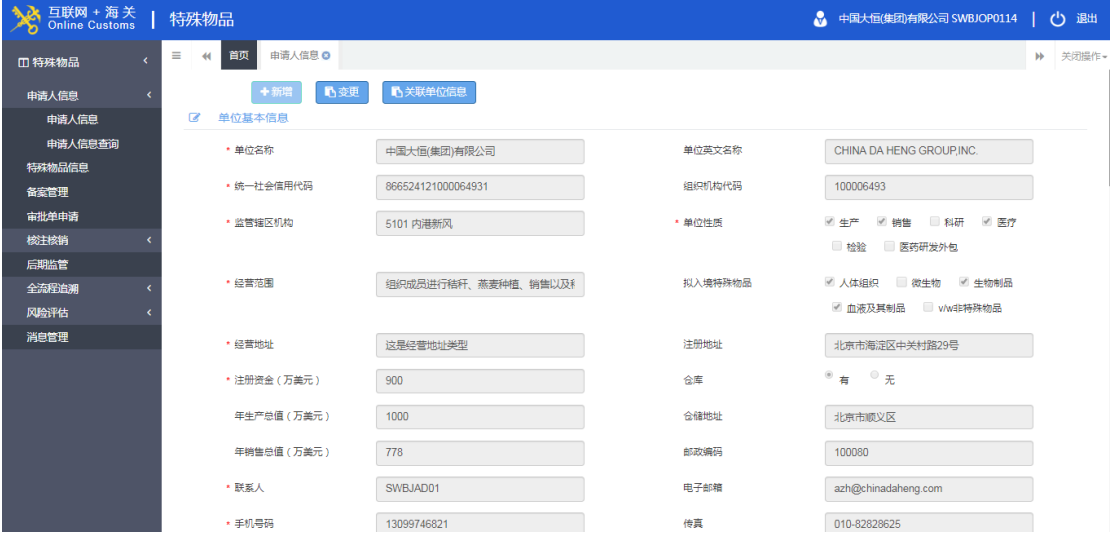 互联网 + 海关
Online Customs
特殊物品
中国大恒(集团)有限公司 SWBJOP0114
退出
特殊物品
首页
申请人信息
关闭操作
申请人信息
申请人信息
申请人信息查询
特殊物品信息
备案管理
审批单申请
核注核销
后期监管
全流程追溯
风险评估
消息管理
+新增
变更
关联单位信息
单位基本信息
* 单位名称 中国大恒(集团)有限公司 单位英文名称 CHINA DA HENG GROUP,INC.
* 统一社会信用代码 866524121000064931 组织机构代码 100006493
* 监管辖区机构 5101 内港新风 * 单位性质 生产 销售 科研 医疗
检验 医药研发外包
* 经营范围 组织成员进行秸秆、燕麦种植、销售以及 拟入境特殊物品 人体组织 微生物 生物制品
血液及其制品 v/w非特殊物品
* 经营地址 这是经营地址类型 注册地址 北京市海淀区中关村路29号
* 注册资金（万美元） 900 仓库 有 无
年生产总值（万美元） 1000 仓储地址 北京市顺义区
年销售总值（万美元） 778 邮政编码 100080
* 联系人 SWBJAD01 电子邮箱 azh@chinadaheng.com
* 手机号码 13099746821 传真 010-82828625